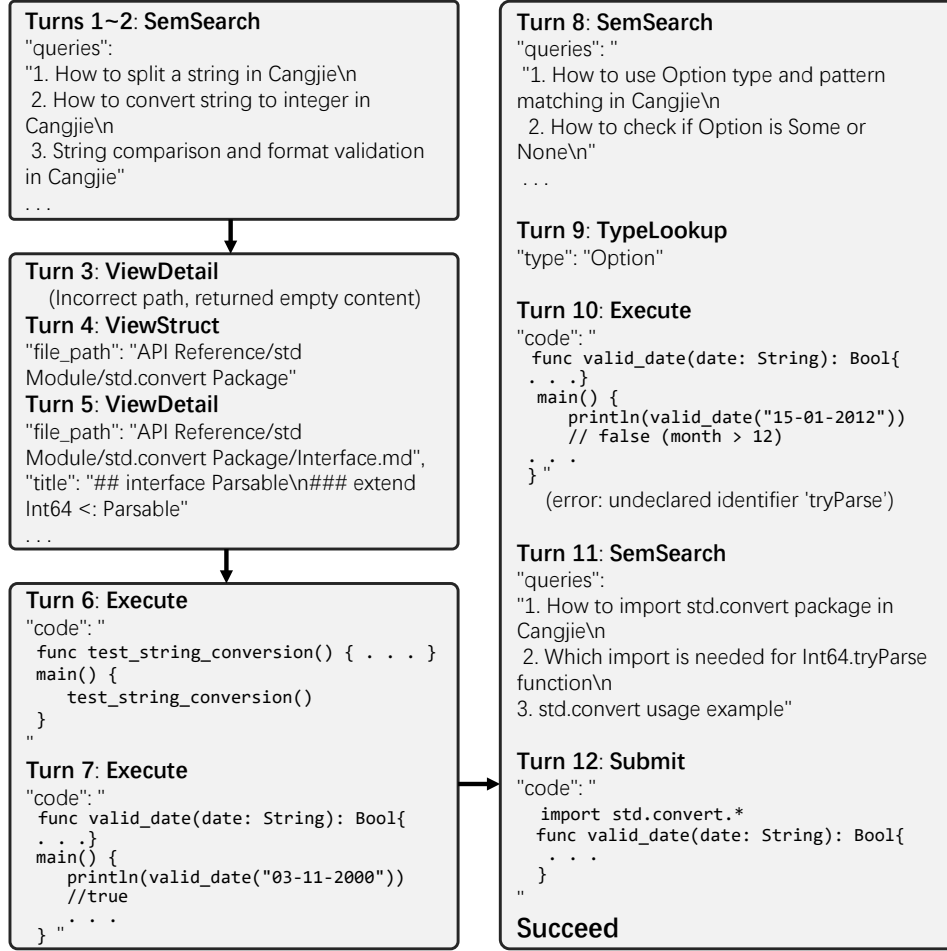 Turns 1~2: SemSearch
"queries":
"1. How to split a string in Cangjie\n
2. How to convert string to integer in
Cangjie\n
3. String comparison and format validation
in Cangjie"
. . .
Turn 3: ViewDetail
(Incorrect path, returned empty content)
Turn 4: ViewStruct
"file_path": "API Reference/std
Module/std.convert Package"
Turn 5: ViewDetail
"file_path": "API Reference/std
Module/std.convert Package/Interface.md",
"title": "## interface Parsable\n### extend
Int64 <: Parsable"
. . .
Turn 6: Execute
"code": "
func test_string_conversion() { . . . }
main() {
test_string_conversion()
}
"
Turn 7: Execute
"code": "
func valid_date(date: String): Bool{
. . .}
main() {
println(valid_date("03-11-2000"))
//true
. . .
} "
Turn 8: SemSearch
"queries": "
"1. How to use Option type and pattern
matching in Cangjie\n
2. How to check if Option is Some or
None\n"
. . .
Turn 9: TypeLookup
"type": "Option"
Turn 10: Execute
"code": "
func valid_date(date: String): Bool{
. . .}
main() {
println(valid_date("15-01-2012"))
// false (month > 12)
. . .
} "
(error: undeclared identifier 'tryParse')
Turn 11: SemSearch
"queries":
"1. How to import std.convert package in
Cangjie\n
2. Which import is needed for Int64.tryParse
function\n
3. std.convert usage example"
Turn 12: Submit
"code": "
import std.convert.*
func valid_date(date: String): Bool{
. . .
}
"
Succeed